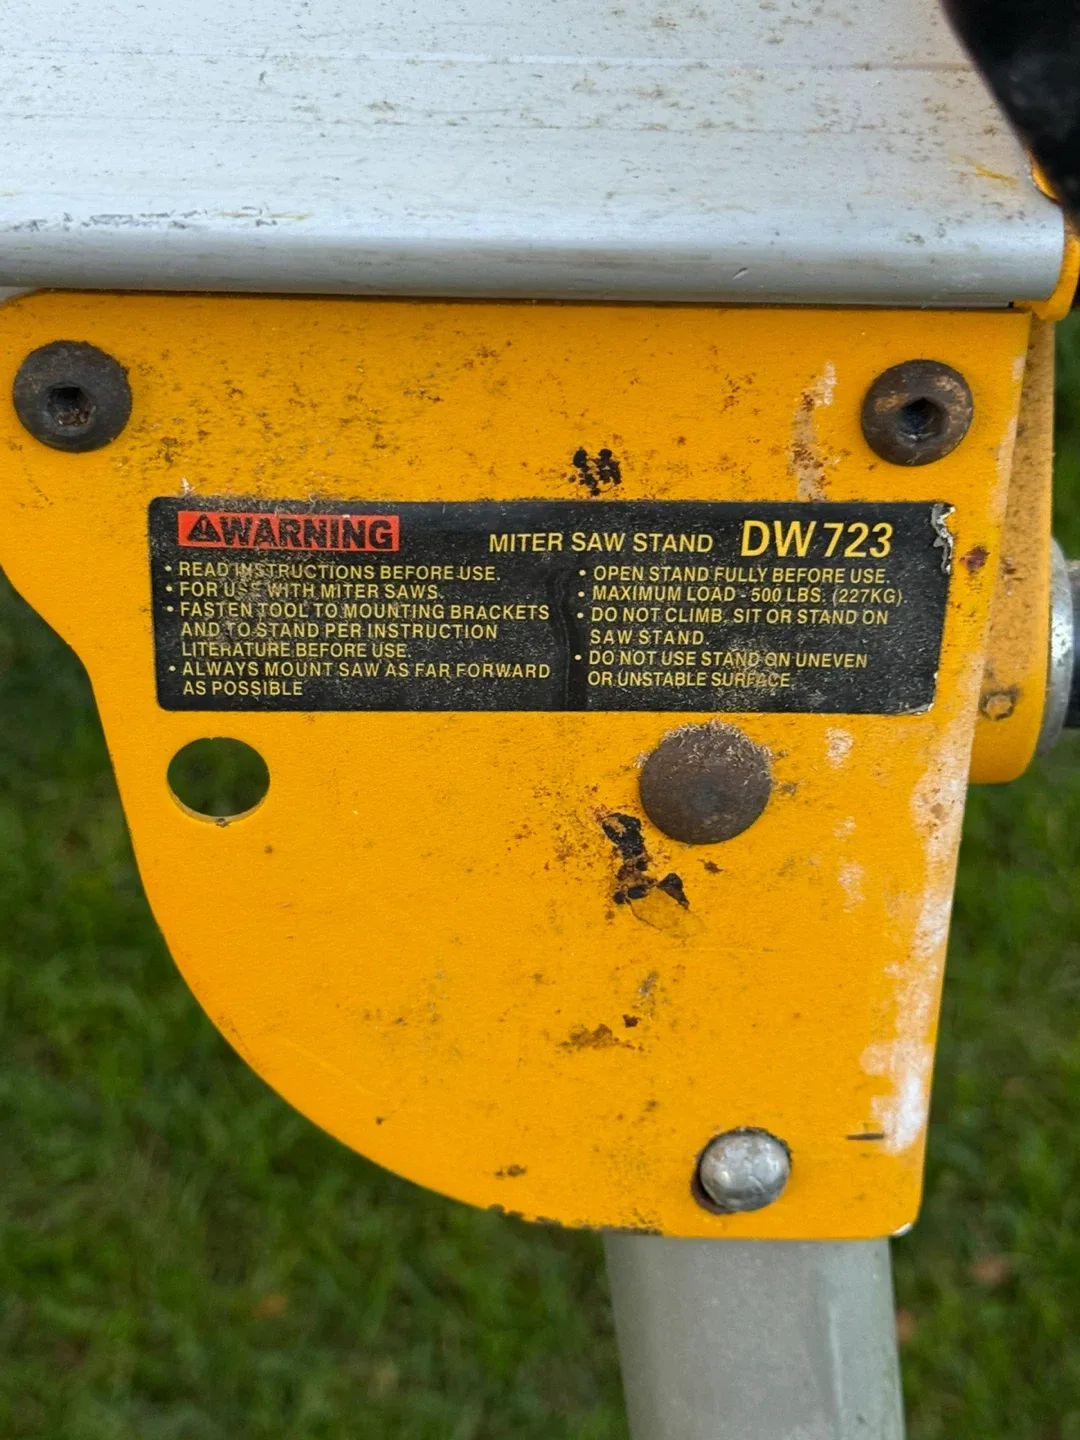 WARNING
MITER SAW STAND DW723
• READ INSTRUCTIONS BEFORE USE.
• FOR USE WITH MITER SAWS.
• FASTEN TOOL TO MOUNTING BRACKETS
AND TO STAND PER INSTRUCTION
LITERATURE BEFORE USE.
• ALWAYS MOUNT SAW AS FAR FORWARD
AS POSSIBLE
• OPEN STAND FULLY BEFORE USE.
• MAXIMUM LOAD - 500 LBS. (227KG)
• DO NOT CLIMB, SIT OR STAND ON
SAW STAND.
• DO NOT USE STAND ON UNEVEN
OR UNSTABLE SURFACE